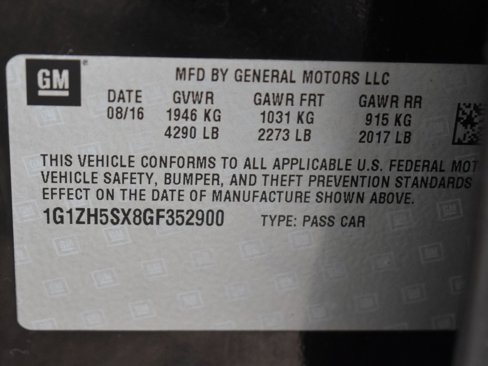 GM
MFD BY GENERAL MOTORS LLC
DATE GVWR GAWR FRT GAWR RR
08/16 1946 KG 1031 KG 915 KG
4290 LB 2273 LB 2017 LB
THIS VEHICLE CONFORMS TO ALL APPLICABLE U.S. FEDERAL MOT
VEHICLE SAFETY, BUMPER, AND THEFT PREVENTION STANDARDS
EFFECT ON THE DATE OF MANUFACTURE SHOWN ABOVE.
1G1ZH5SX8GF352900 TYPE: PASS CAR